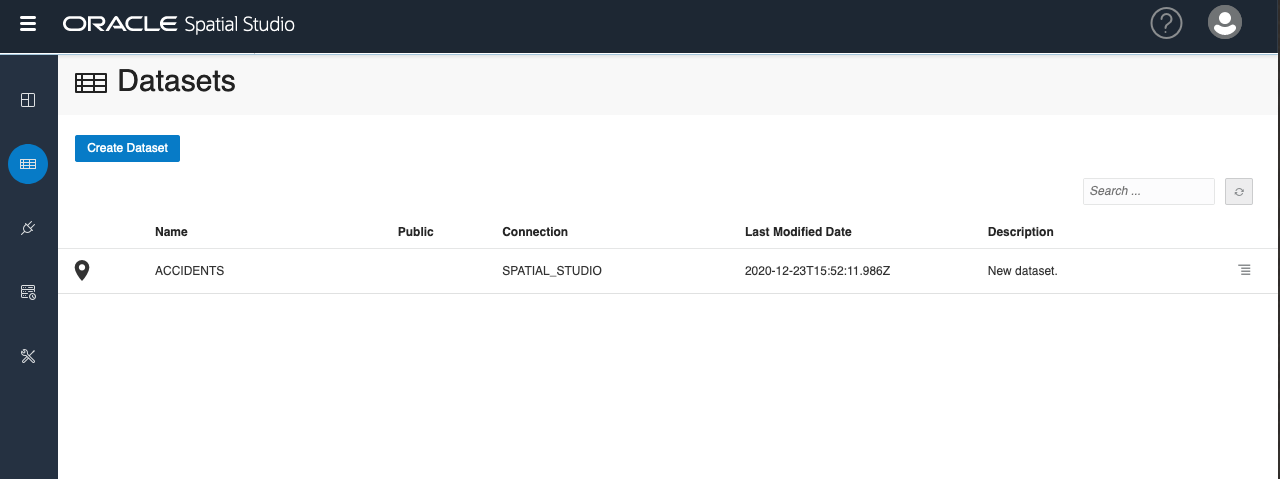 ORACLE Spatial Studio
?
Datasets
Create Dataset
Search ...
Name Public Connection Last Modified Date Description
ACCIDENTS SPATIAL_STUDIO 2020-12-23T15:52:11.986Z New dataset.